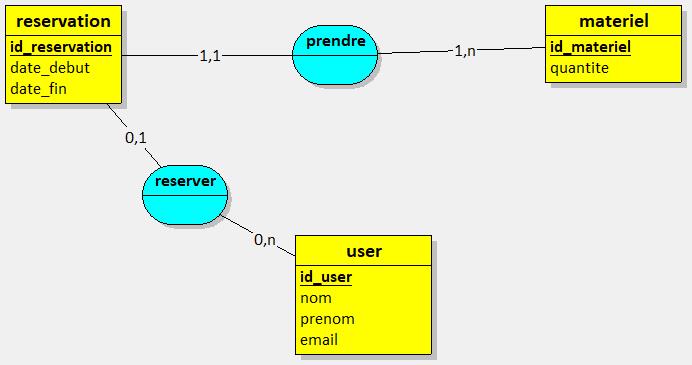 reservation
id_reservation
date_debut
date_fin
1,1
prendre
1,n
materiel
id_materiel
quantite
0,1
reserver
0,n
user
id_user
nom
prenom
email